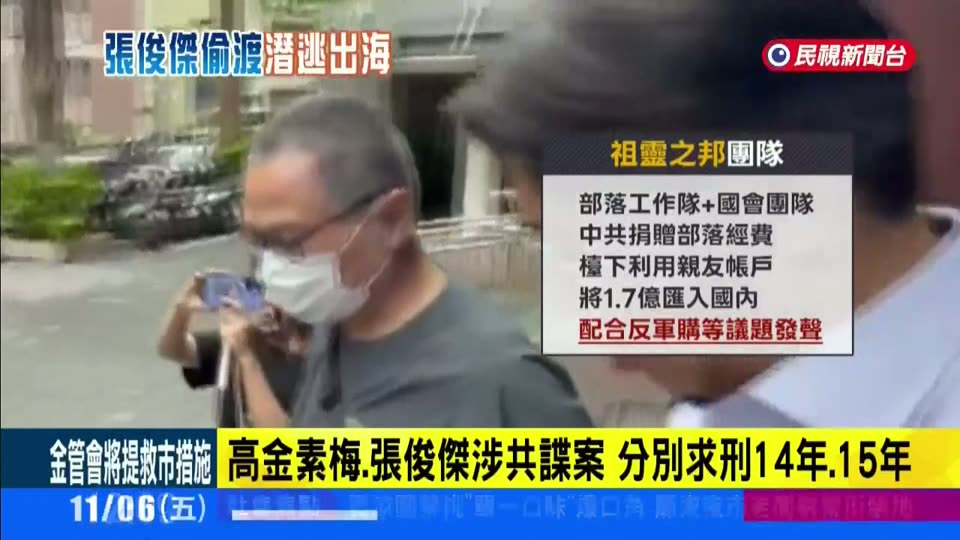 張俊傑偷渡潛逃出海
民視新聞台
祖靈之邦團隊
部落工作隊+國會團隊
中共捐贈部落經費
檯下利用親友帳戶
將1.7億匯入國內
配合反軍購等議題發聲
金管會將提救市措施
高金素梅.張俊傑涉共諜案 分別求刑14年.15年
11/06(五)